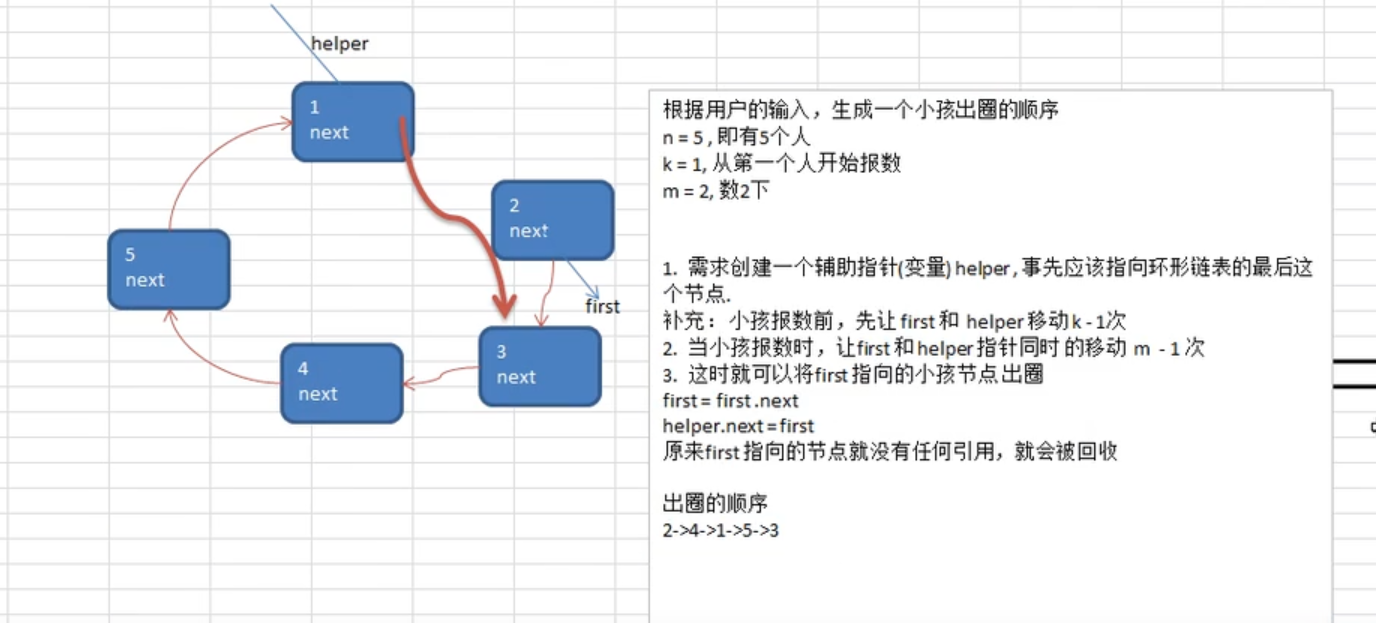 helper
1
next
2
next
5
next
first
3
next
4
next
根据用户的输入，生成一个小孩出圈的顺序
n = 5 , 即有5个人
k = 1, 从第一个人开始报数
m = 2, 数2下
1. 需求创建一个辅助指针(变量) helper , 事先应该指向环形链表的最后这
个节点.
补充： 小孩报数前，先让 first 和 helper 移动 k - 1次
2. 当小孩报数时，让first 和 helper 指针同时 的移动 m - 1 次
3. 这时就可以将first 指向的小孩节点 出圈
first = first .next
helper.next = first
原来first 指向的节点就没有任何引用，就会被回收
出圈的顺序
2->4->1->5->3